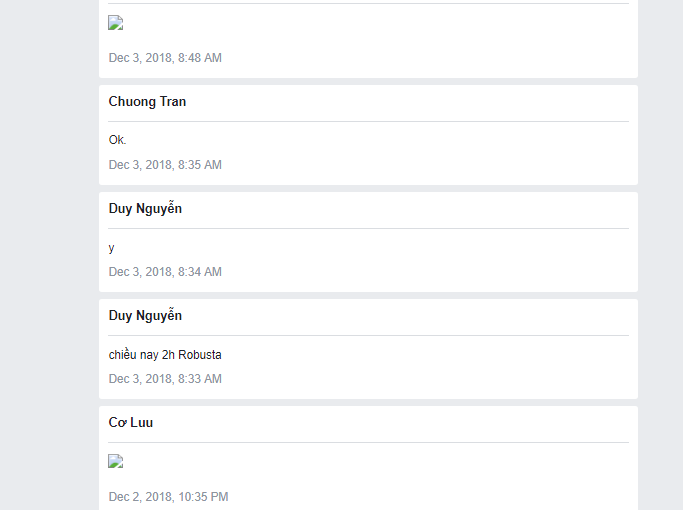 Dec 3, 2018, 8:48 AM
Chuong Tran
Ok.
Dec 3, 2018, 8:35 AM
Duy Nguyễn
y
Dec 3, 2018, 8:34 AM
Duy Nguyễn
chiều nay 2h Robusta
Dec 3, 2018, 8:33 AM
Cơ Luu
Dec 2, 2018, 10:35 PM